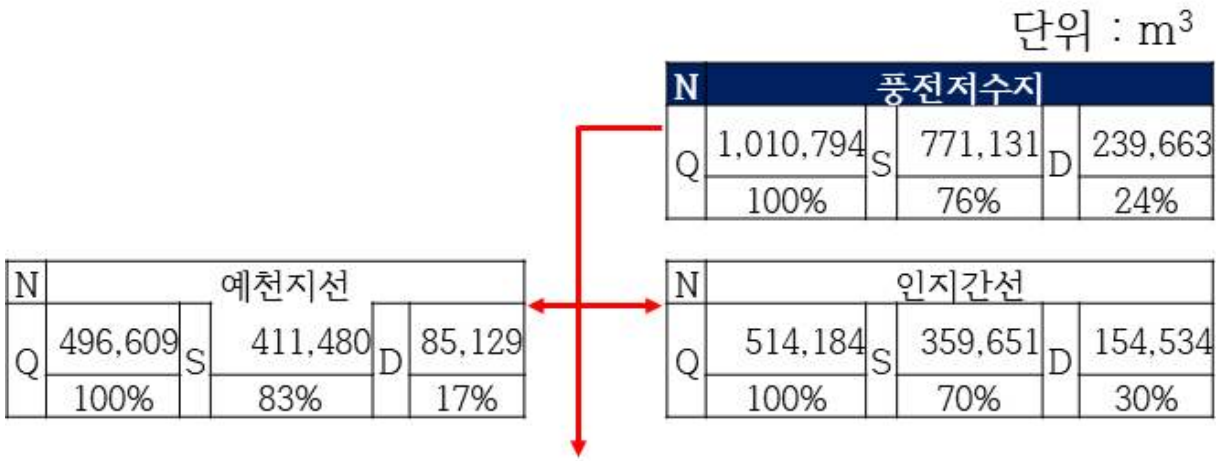 단위 : m³
N 풍전저수지
Q 1,010,794 S 771,131 D 239,663
100% 76% 24%
N 예천지선
Q 496,609 S 411,480 D 85,129
100% 83% 17%
N 인지간선
Q 514,184 S 359,651 D 154,534
100% 70% 30%